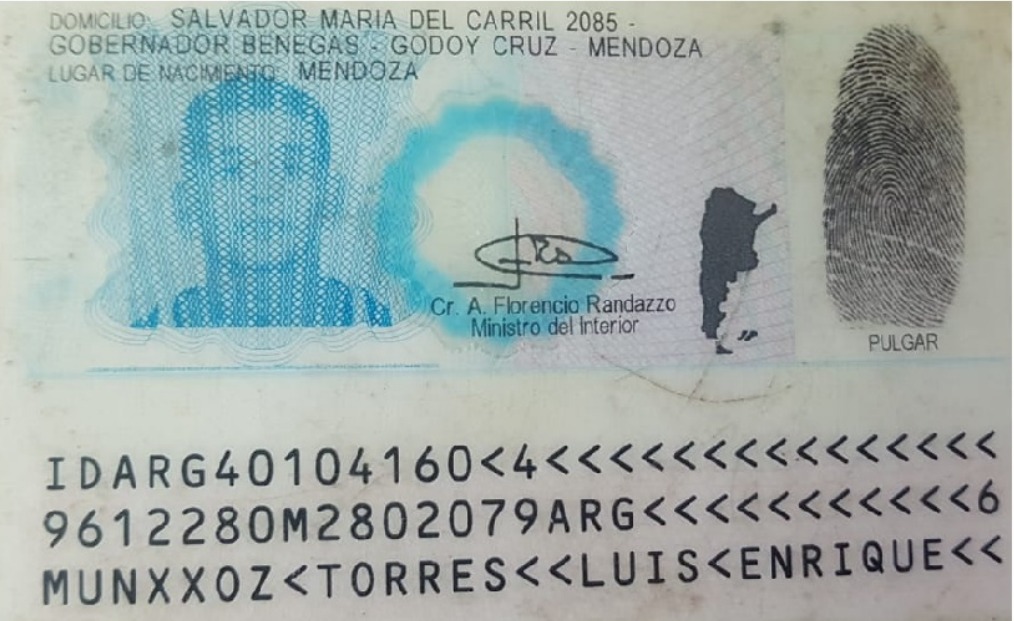 DOMICILIO: SALVADOR MARIA DEL CARRIL 2085 -
GOBERNADOR BENEGAS - GODOY CRUZ - MENDOZA
LUGAR DE NACIMIENTO: MENDOZA
Cr. A. Florencio Randazzo
Ministro del Interior
PULGAR
IDARG40104160<4<<<<<<<<<<<<<<<
9612280M2802079ARG<<<<<<<<<<<6
MUNXXOZ<TORRES<<LUIS<ENRIQUE<<